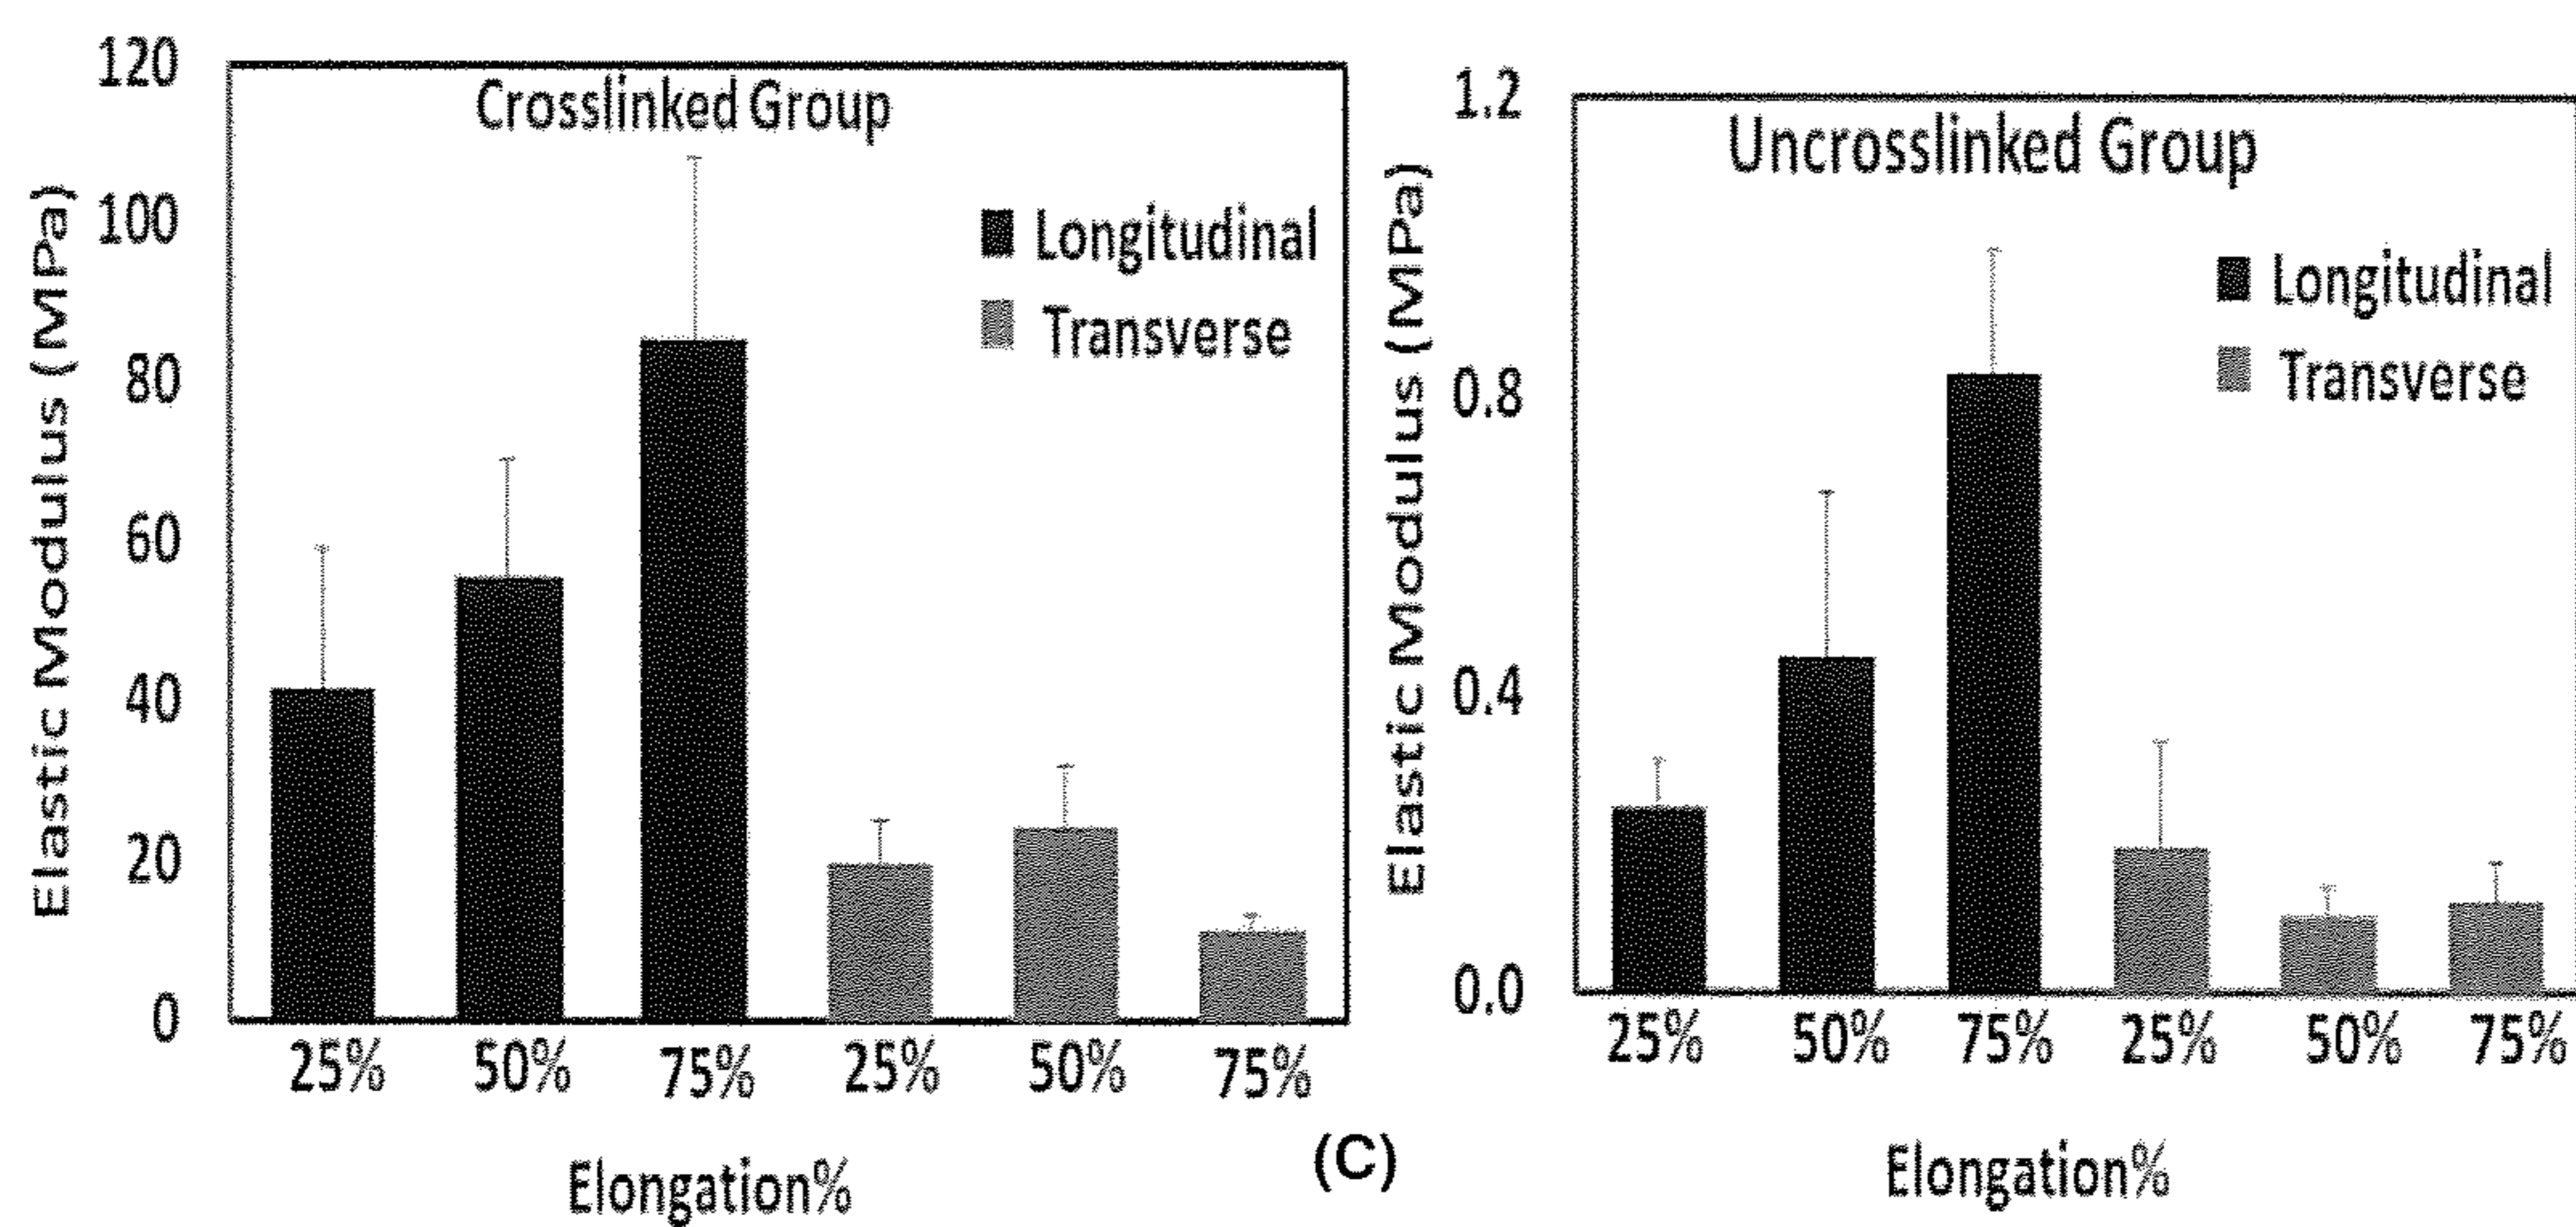 Crosslinked Group
Elastic Modulus (MPa)
120
100
80
60
40
20
0
Longitudinal
Transverse
25% 50% 75% 25% 50% 75%
Elongation%
(C)
Uncrosslinked Group
Elastic Modulus (MPa)
1.2
0.8
0.4
0.0
Longitudinal
Transverse
25% 50% 75% 25% 50% 75%
Elongation%